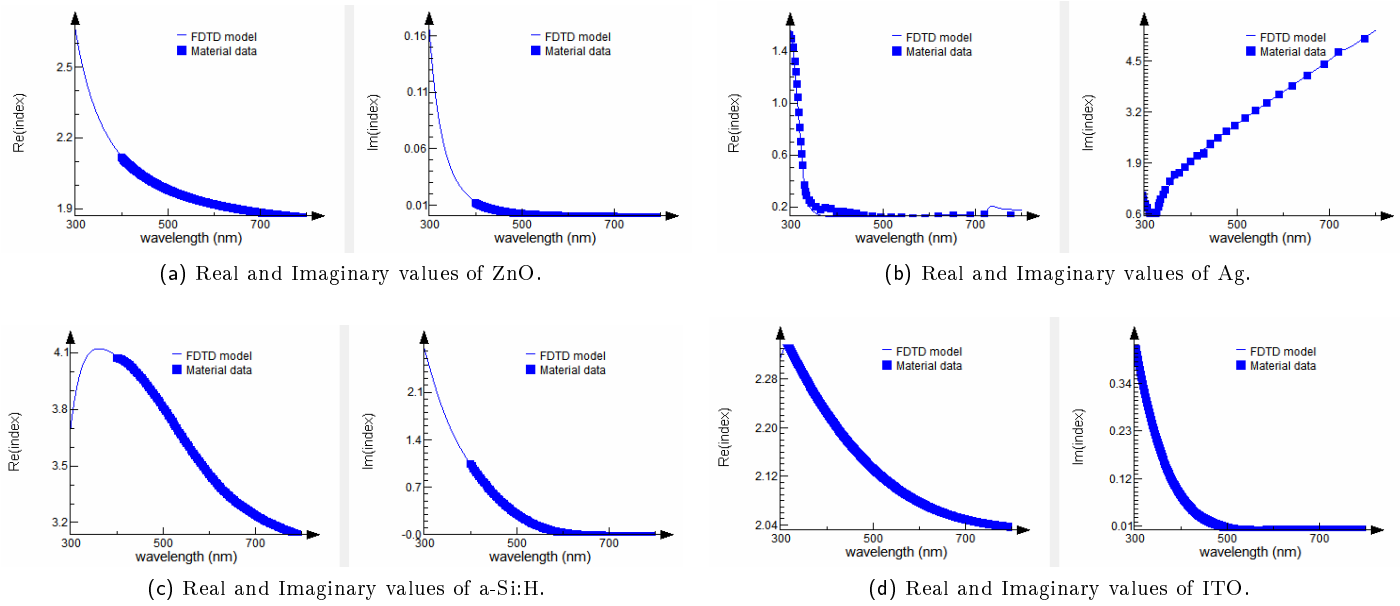 Re(index)
2.5
2.2
1.9
300
500
700
wavelength (nm)
FDTD model
Material data
Im(index)
0.16
0.11
0.06
0.01
300
500
700
wavelength (nm)
FDTD model
Material data
(a) Real and Imaginary values of ZnO.
Re(index)
1.4
1.0
0.6
0.2
300
500
700
wavelength (nm)
FDTD model
Material data
Im(index)
4.5
3.2
1.9
0.6
300
500
700
wavelength (nm)
FDTD model
Material data
(b) Real and Imaginary values of Ag.
Re(index)
4.1
3.8
3.5
3.2
300
500
700
wavelength (nm)
FDTD model
Material data
Im(index)
2.1
1.4
0.7
-0.0
300
500
700
wavelength (nm)
FDTD model
Material data
(c) Real and Imaginary values of a-Si:H.
Re(index)
2.28
2.20
2.12
2.04
300
500
700
wavelength (nm)
FDTD model
Material data
Im(index)
0.34
0.23
0.12
0.01
300
500
700
wavelength (nm)
FDTD model
Material data
(d) Real and Imaginary values of ITO.